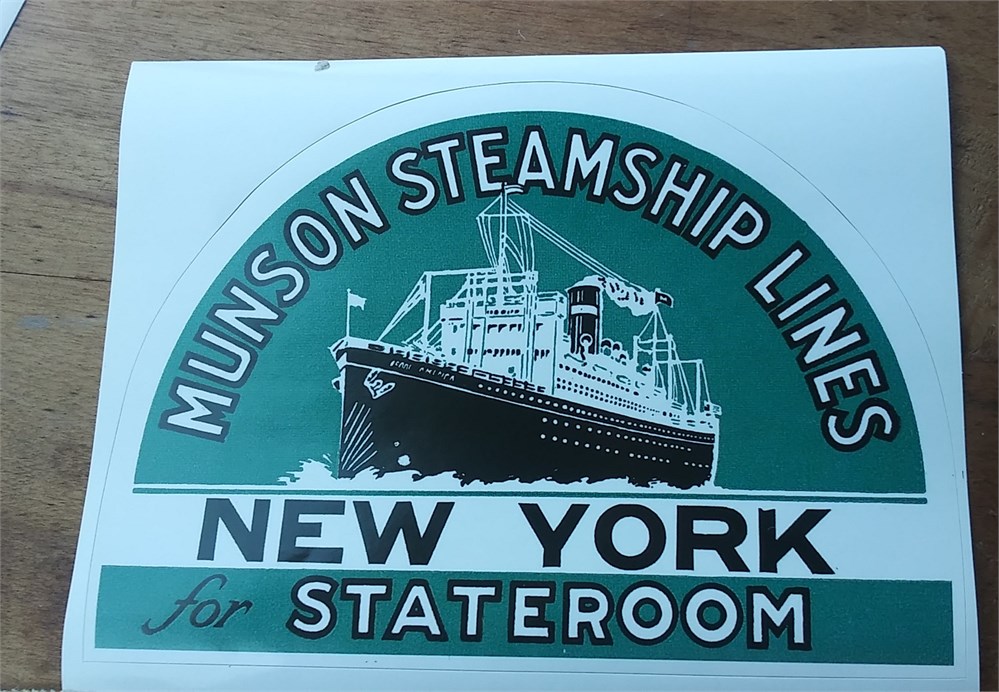 MUNSON STEAMSHIP LINES
NEW YORK
for STATEROOM